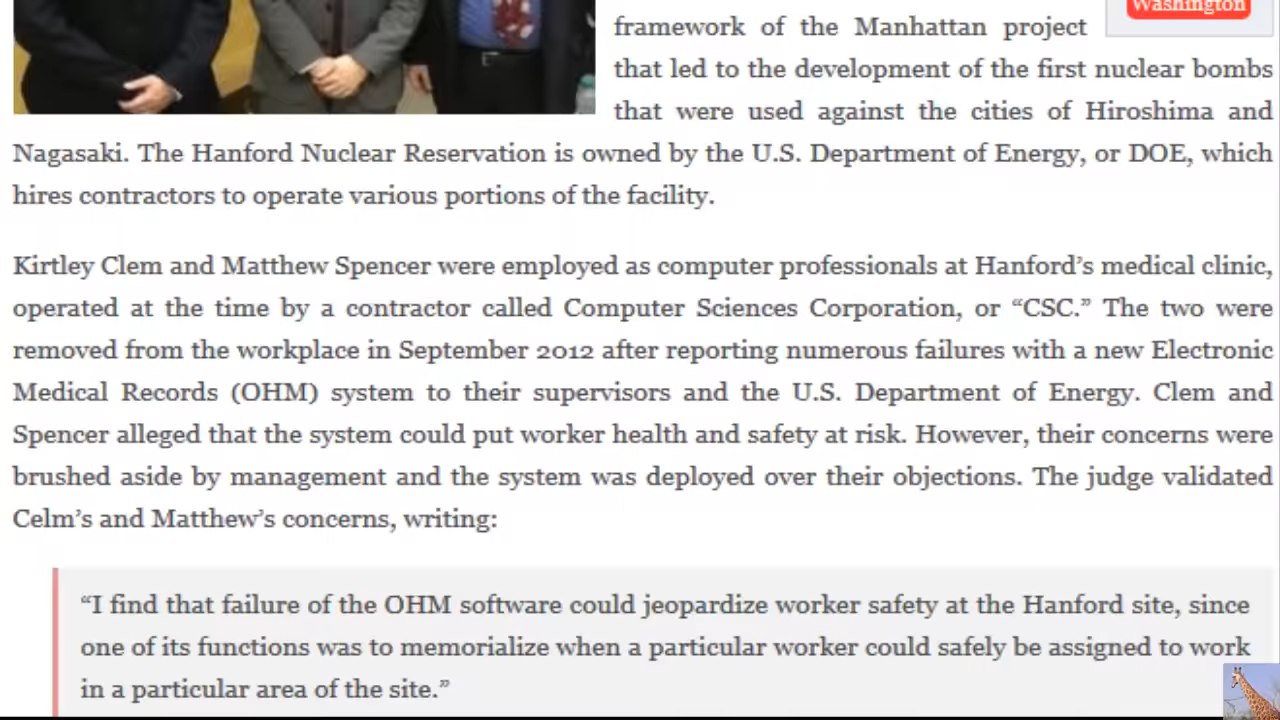 Washington
framework of the Manhattan project
that led to the development of the first nuclear bombs
that were used against the cities of Hiroshima and
Nagasaki. The Hanford Nuclear Reservation is owned by the U.S. Department of Energy, or DOE, which
hires contractors to operate various portions of the facility.
Kirtley Clem and Matthew Spencer were employed as computer professionals at Hanford’s medical clinic,
operated at the time by a contractor called Computer Sciences Corporation, or “CSC.” The two were
removed from the workplace in September 2012 after reporting numerous failures with a new Electronic
Medical Records (OHM) system to their supervisors and the U.S. Department of Energy. Clem and
Spencer alleged that the system could put worker health and safety at risk. However, their concerns were
brushed aside by management and the system was deployed over their objections. The judge validated
Celm’s and Matthew’s concerns, writing:
“I find that failure of the OHM software could jeopardize worker safety at the Hanford site, since
one of its functions was to memorialize when a particular worker could safely be assigned to work
in a particular area of the site.”